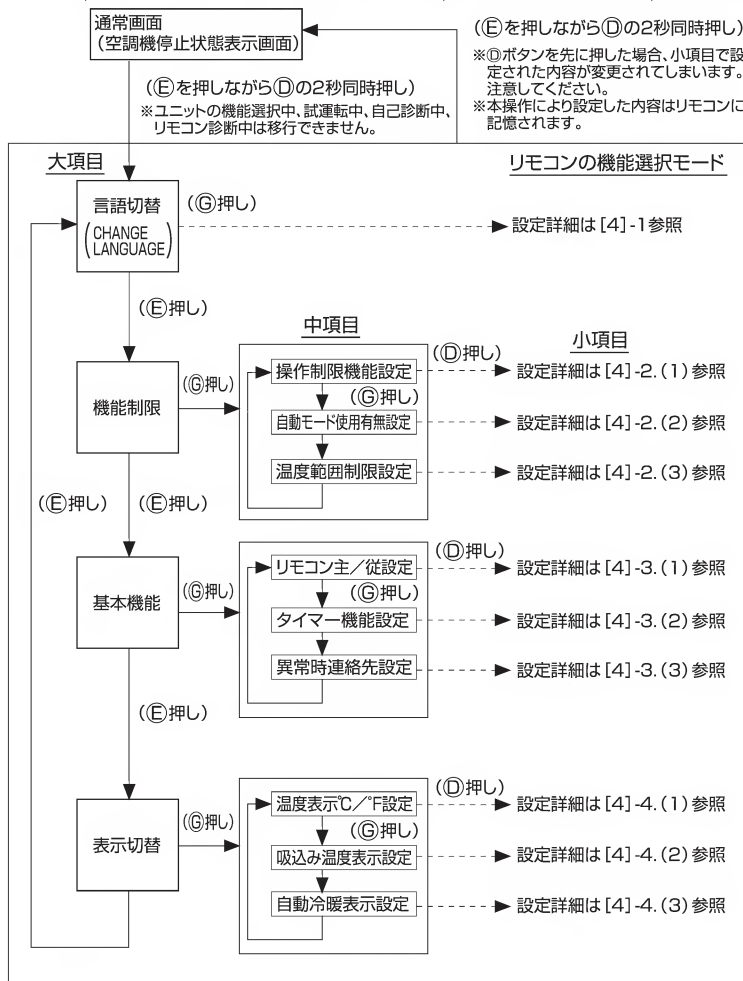 通常画面
(空調機停止状態表示画面)
(Ⓔを押しながらⒹの2秒同時押し)
※Ⓓボタンを先に押した場合、小項目で設
定された内容が変更されてしまいます。
注意してください。
※本操作により設定した内容はリモコンに
記憶されます。
(Ⓔを押しながらⒹの2秒同時押し)
※ユニットの機能選択中、試運転中、自己診断中、
リモコン診断中は移行できません。
大項目
リモコンの機能選択モード
言語切替
(CHANGE
LANGUAGE)
(Ⓖ押し)
設定詳細は[4]-1参照
(Ⓔ押し)
中項目
小項目
機能制限
(Ⓖ押し)
操作制限機能設定
(Ⓓ押し)
設定詳細は[4]-2.(1)参照
(Ⓖ押し)
自動モード使用有無設定
設定詳細は[4]-2.(2)参照
温度範囲制限設定
設定詳細は[4]-2.(3)参照
(Ⓔ押し)
(Ⓔ押し)
基本機能
(Ⓖ押し)
リモコン主/従設定
(Ⓓ押し)
設定詳細は[4]-3.(1)参照
(Ⓖ押し)
タイマー機能設定
設定詳細は[4]-3.(2)参照
異常時連絡先設定
設定詳細は[4]-3.(3)参照
(Ⓔ押し)
表示切替
(Ⓖ押し)
温度表示℃/℉設定
(Ⓓ押し)
設定詳細は[4]-4.(1)参照
(Ⓖ押し)
吸込み温度表示設定
設定詳細は[4]-4.(2)参照
自動冷暖表示設定
設定詳細は[4]-4.(3)参照